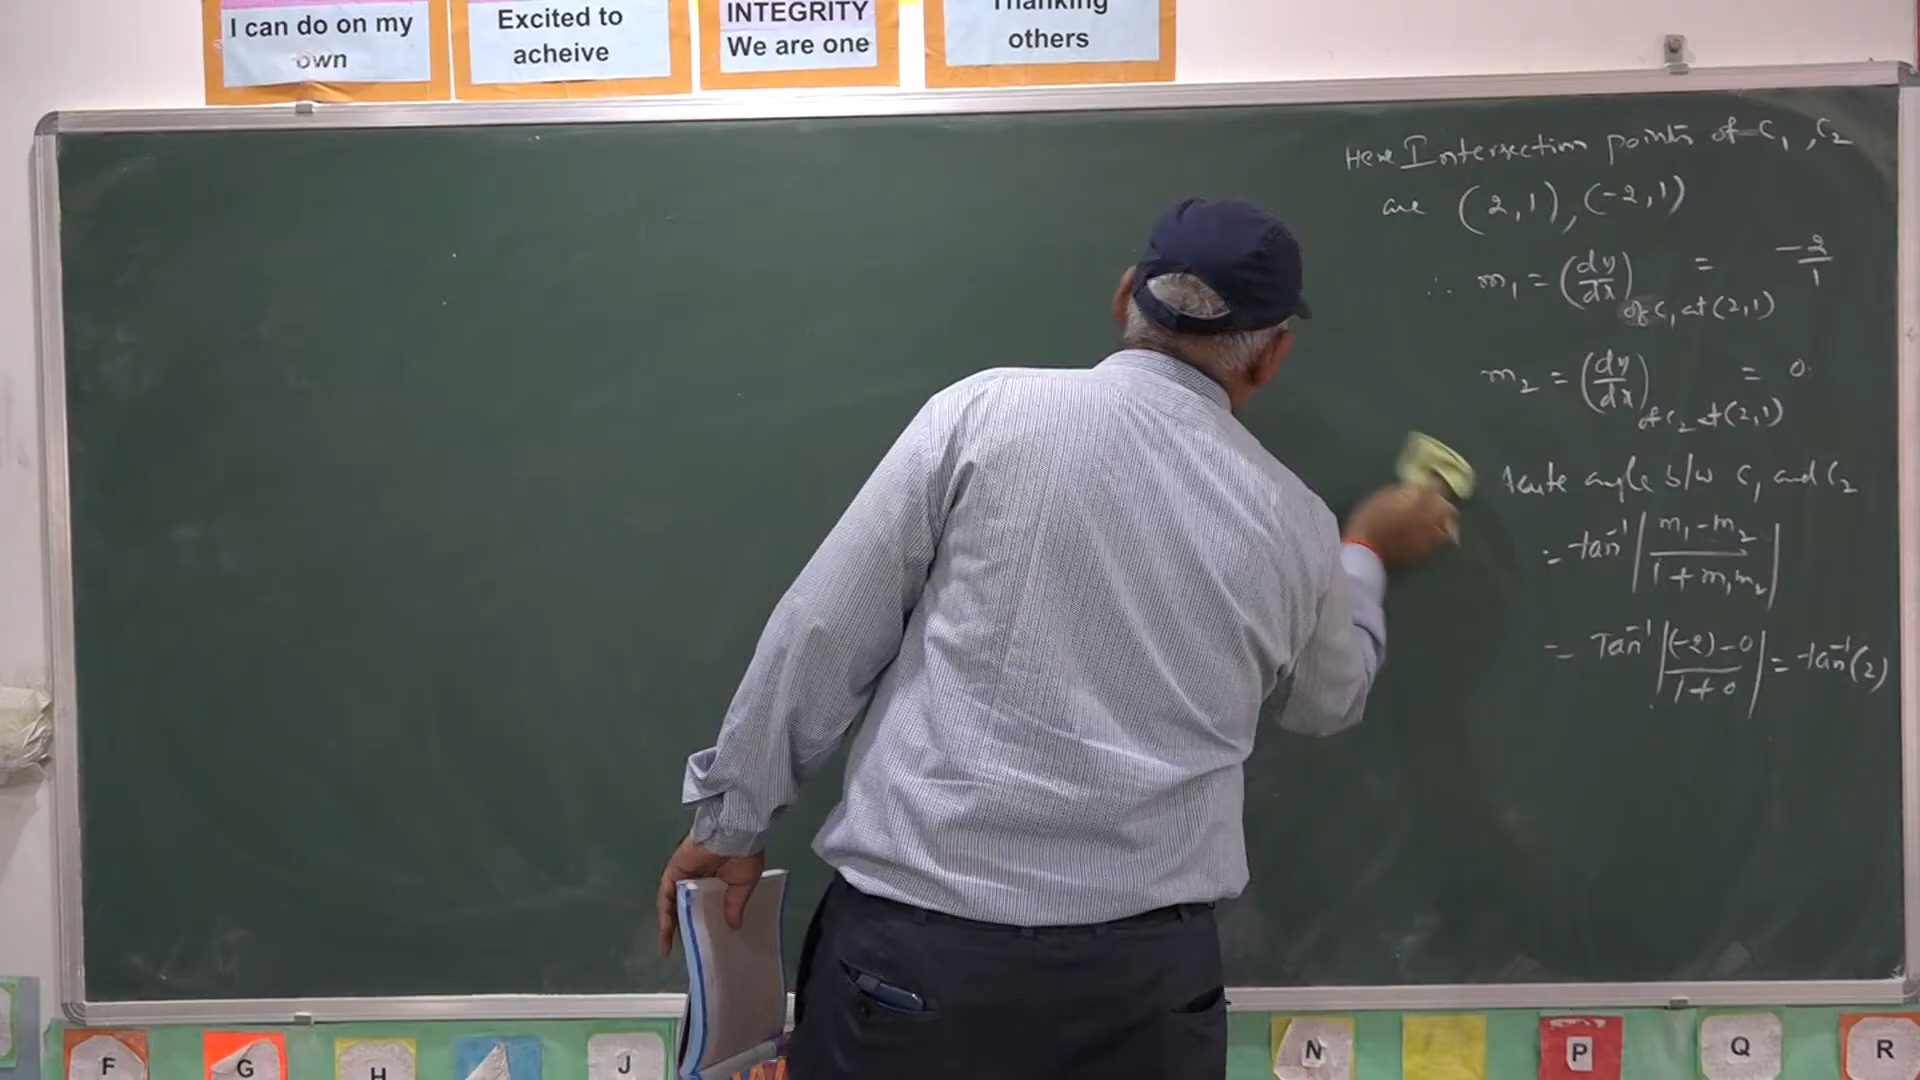 I can do on my
own
Excited to
acheive
INTEGRITY
We are one
Thanking
others
Here Intersection points of C₁, C₂
are (2,1), (-2,1)
∴ m₁ = (dy/dx) of C₁ at (2,1) = -2/1
m₂ = (dy/dx) of C₂ at (2,1) = 0.
Acute angle b/w C₁ and C₂
= tan⁻¹ |(m₁-m₂)/(1+m₁m₂)|
= Tan⁻¹ |((-2)-0)/(1+0)| = tan⁻¹(2)
F G H J N P Q R